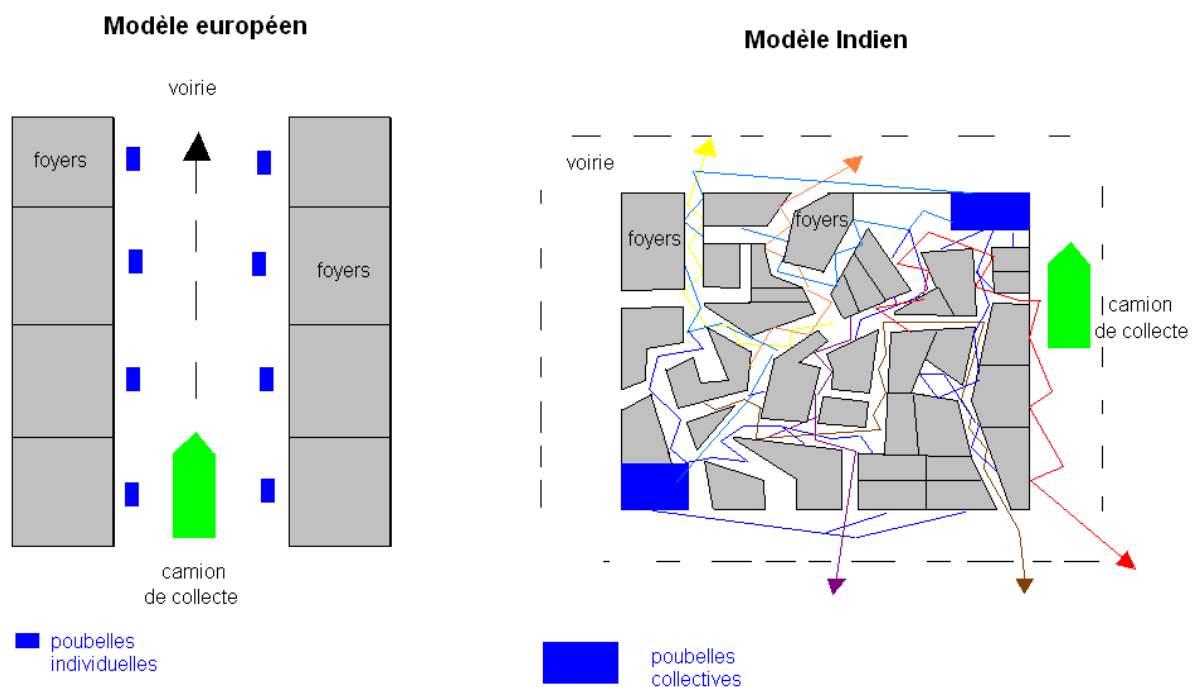 Modèle européen
voirie
foyers
foyers
camion
de collecte
poubelles
individuelles
Modèle Indien
voirie
foyers
foyers
camion
de collecte
poubelles
collectives